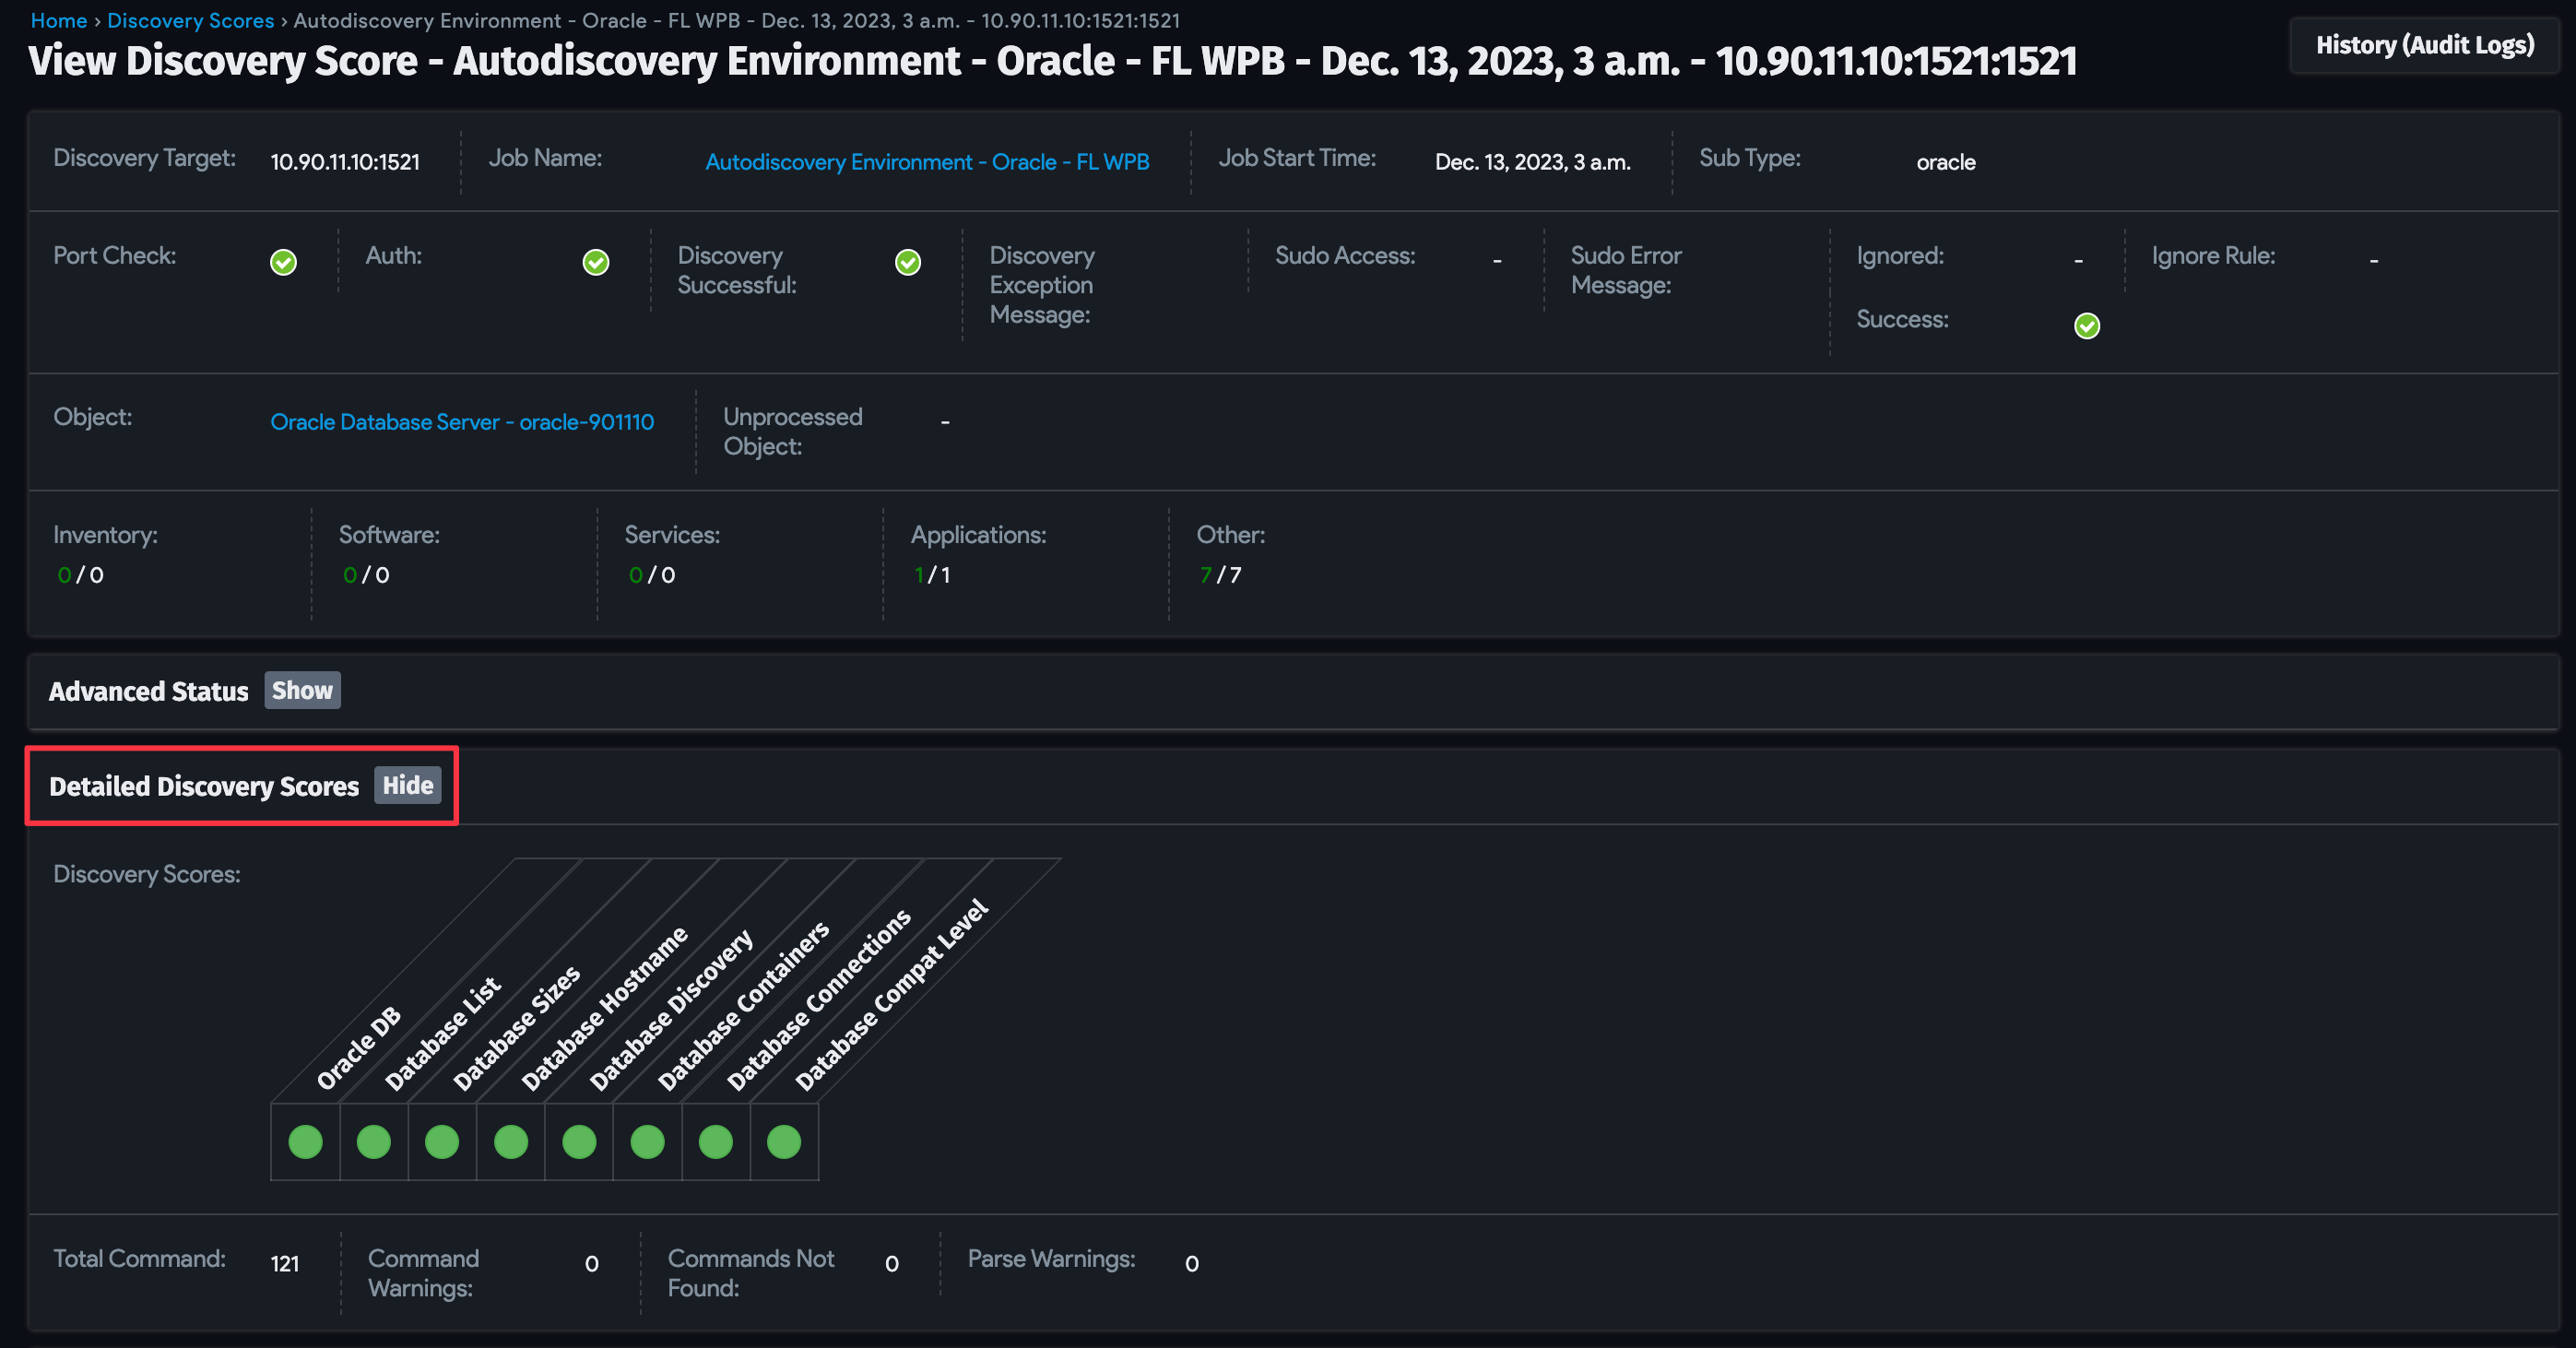 Home › Discovery Scores › Autodiscovery Environment - Oracle - FL WPB - Dec. 13, 2023, 3 a.m. - 10.90.11.10:1521:1521
View Discovery Score - Autodiscovery Environment - Oracle - FL WPB - Dec. 13, 2023, 3 a.m. - 10.90.11.10:1521:1521
History (Audit Logs)
Discovery Target: 10.90.11.10:1521 Job Name: Autodiscovery Environment - Oracle - FL WPB Job Start Time: Dec. 13, 2023, 3 a.m. Sub Type: oracle
Port Check: Auth: Discovery Successful: Discovery Exception Message: Sudo Access: - Sudo Error Message: Ignored: - Ignore Rule: -
Success:
Object: Oracle Database Server - oracle-901110 Unprocessed Object: -
Inventory: Software: Services: Applications: Other:
0 / 0 0 / 0 0 / 0 1 / 1 7 / 7
Advanced Status Show
Detailed Discovery Scores Hide
Discovery Scores:
Oracle DB
Database List
Database Sizes
Database Hostname
Database Discovery
Database Containers
Database Connections
Database Compat Level
Total Command: 121 Command Warnings: 0 Commands Not Found: 0 Parse Warnings: 0